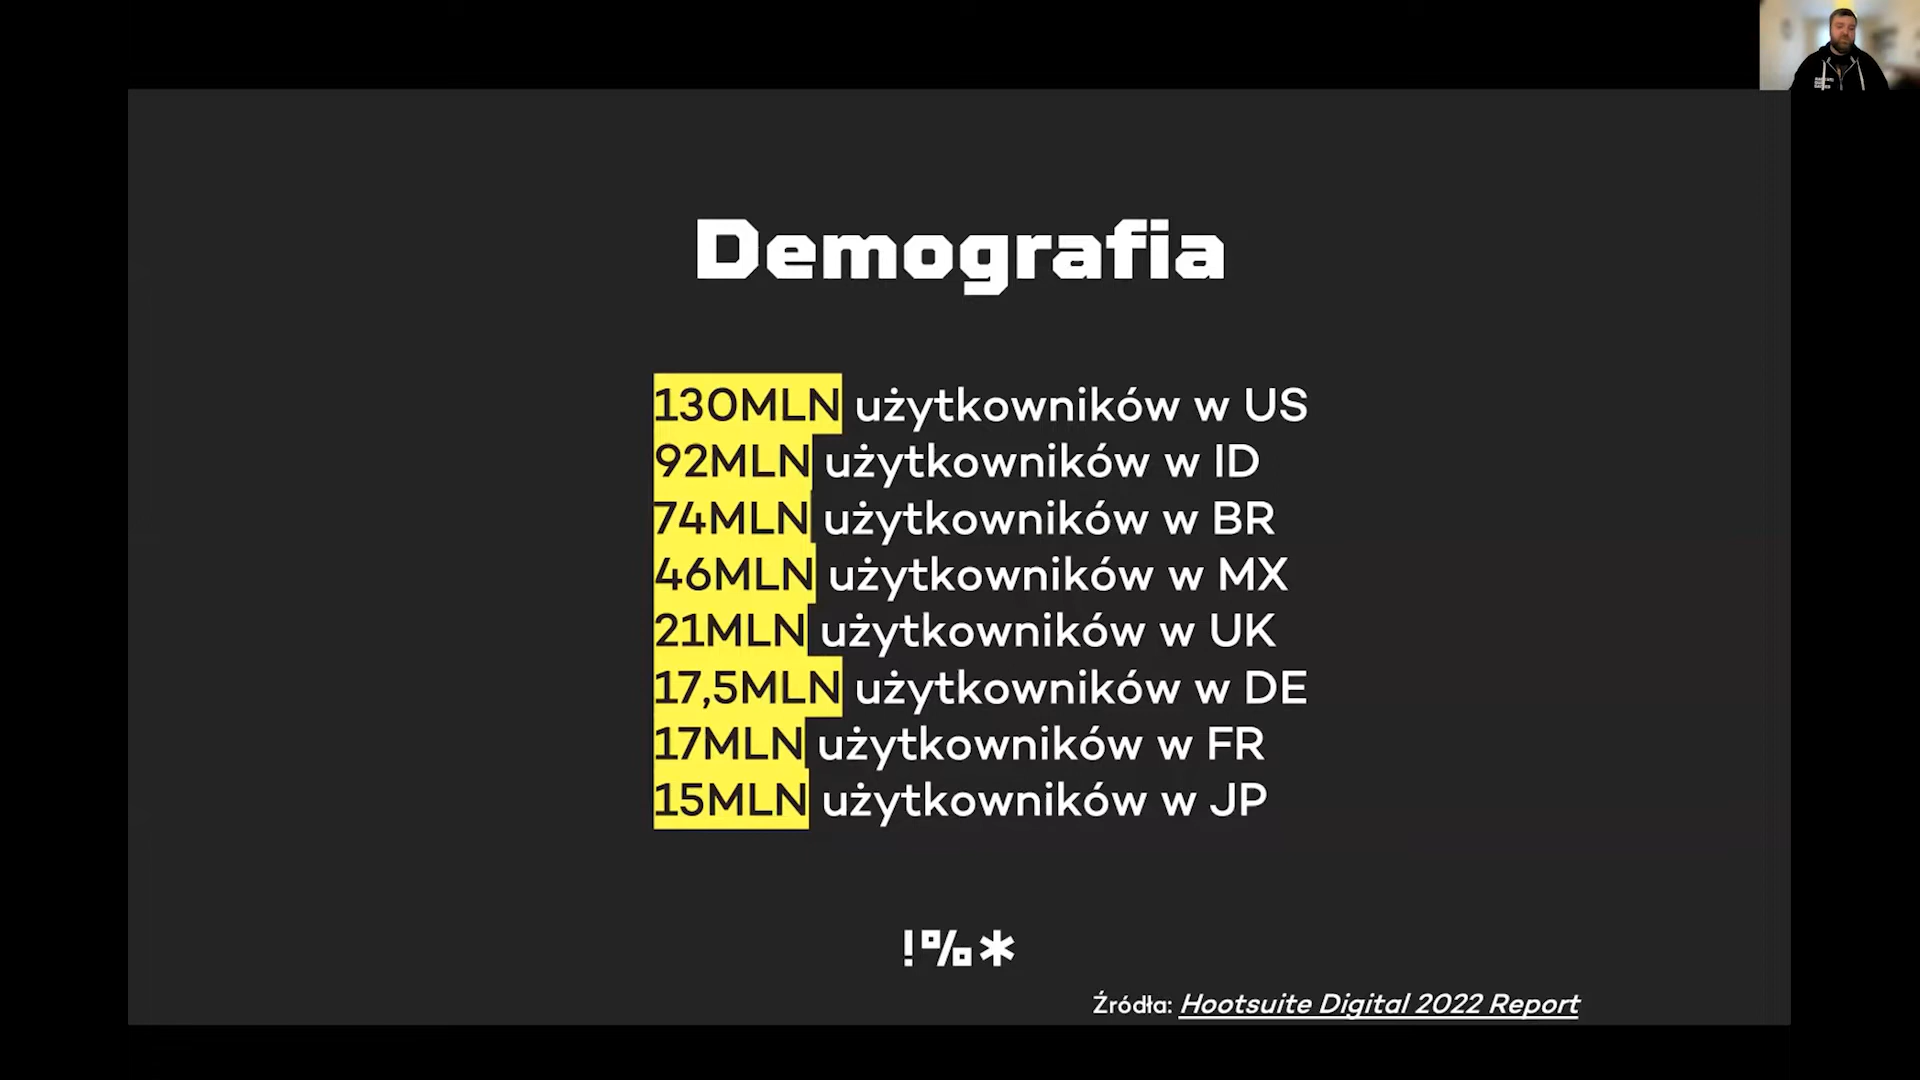 Demografia
130MLN użytkowników w US
92MLN użytkowników w ID
74MLN użytkowników w BR
46MLN użytkowników w MX
21MLN użytkowników w UK
17,5MLN użytkowników w DE
17MLN użytkowników w FR
15MLN użytkowników w JP
!%*
Źródła: Hootsuite Digital 2022 Report